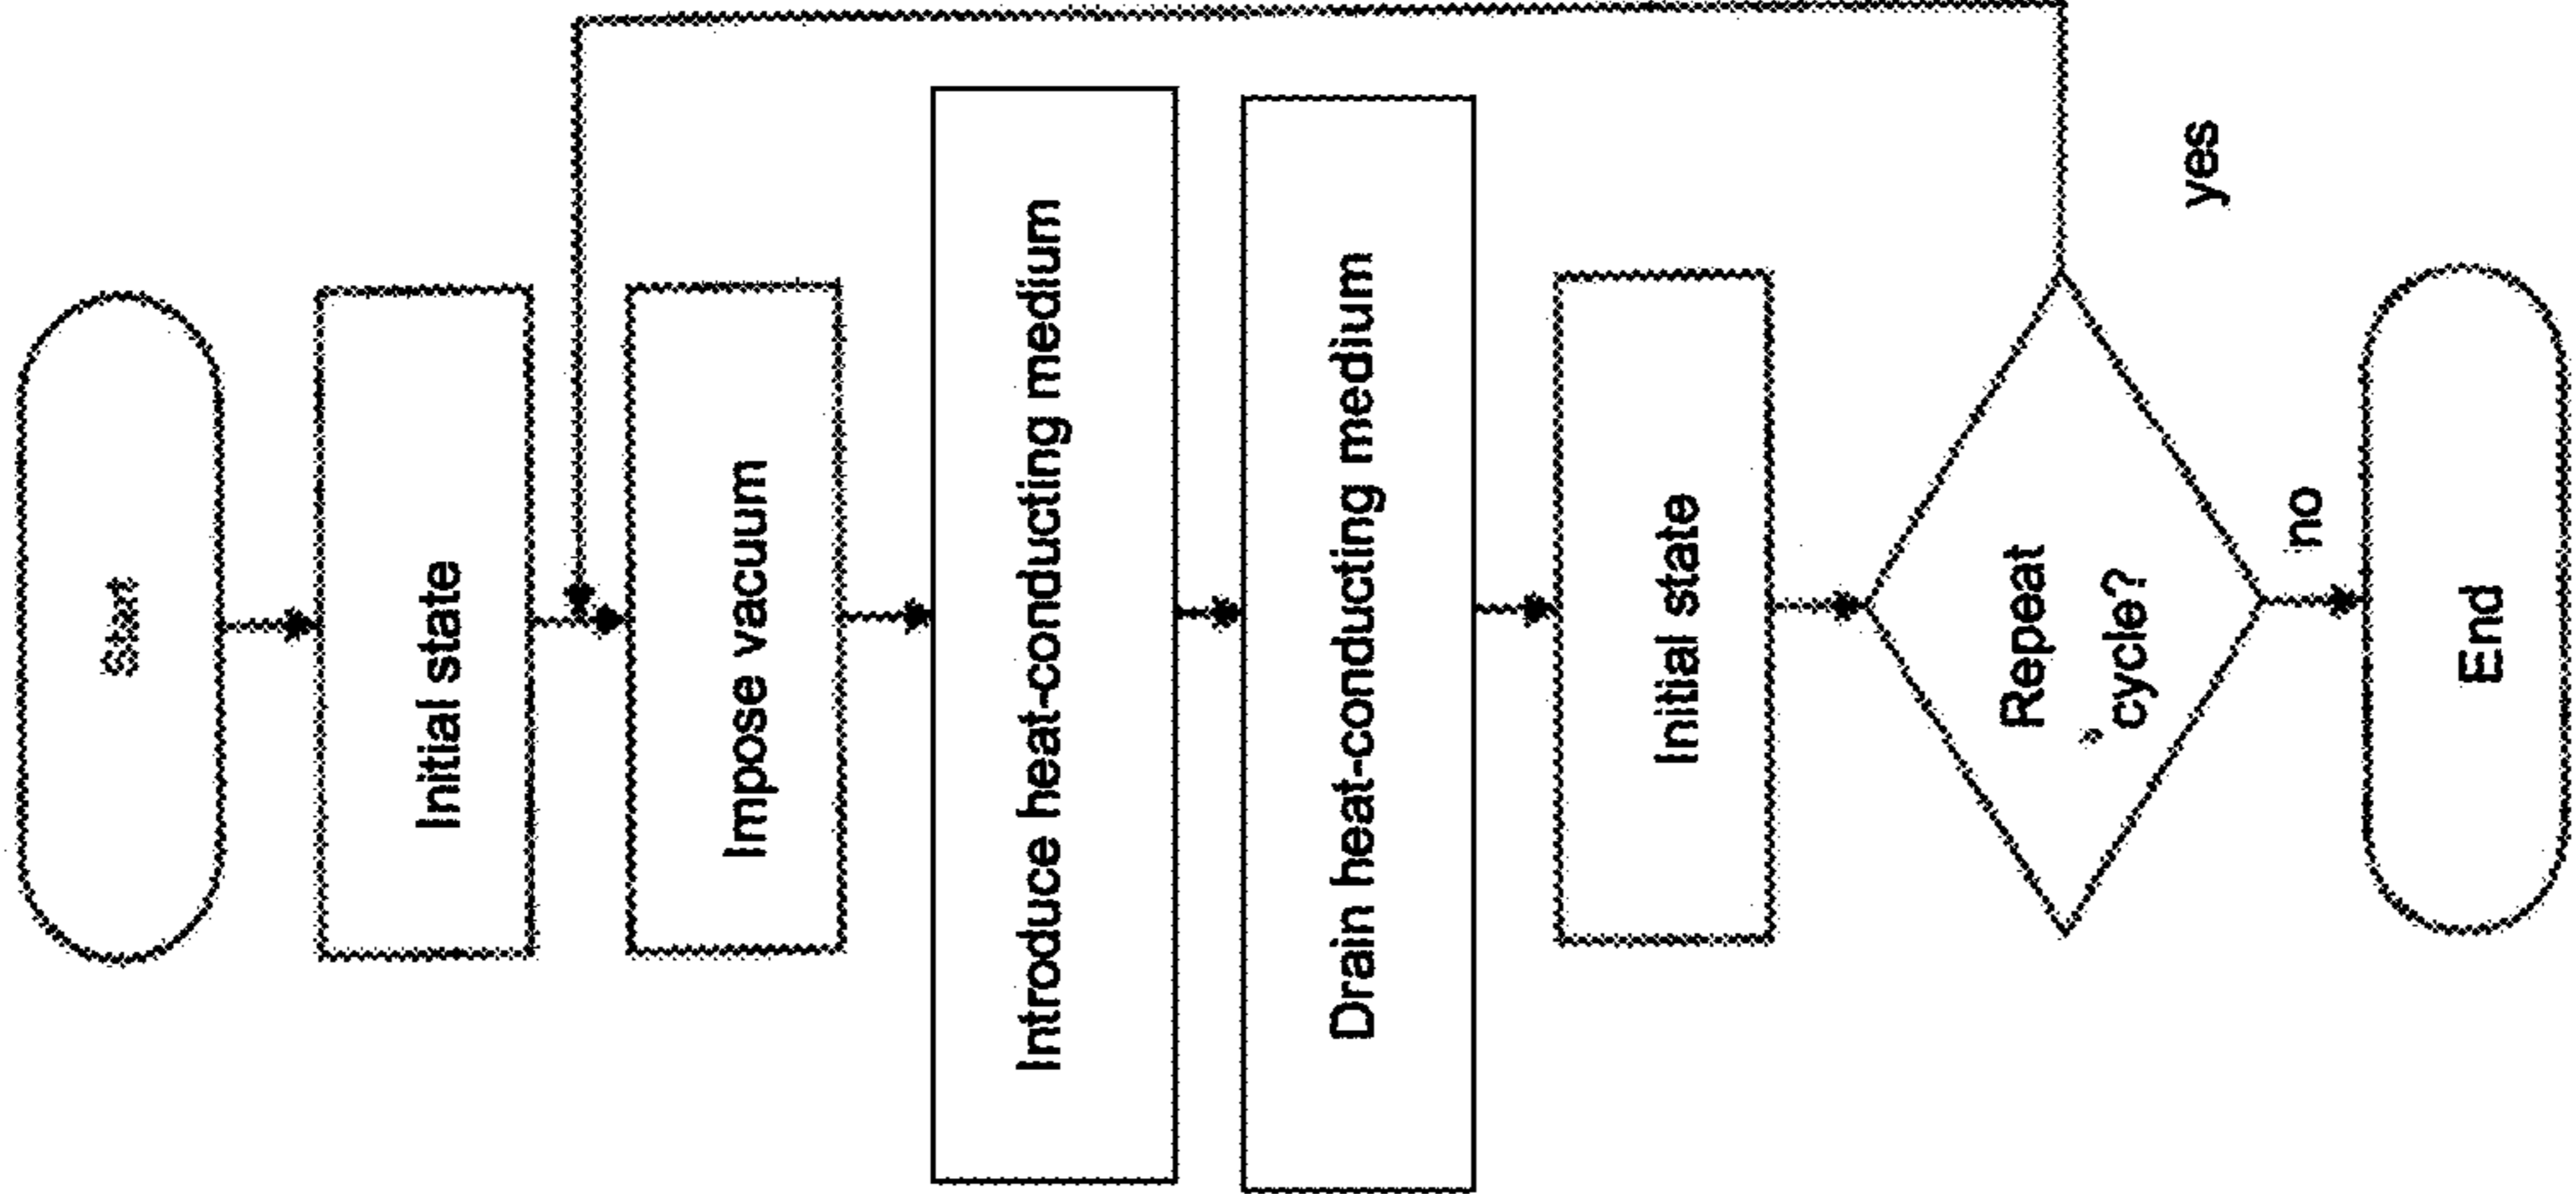 Start
Initial state
Impose vacuum
Introduce heat-conducting medium
Drain heat-conducting medium
Initial state
Repeat
cycle?
yes
no
End